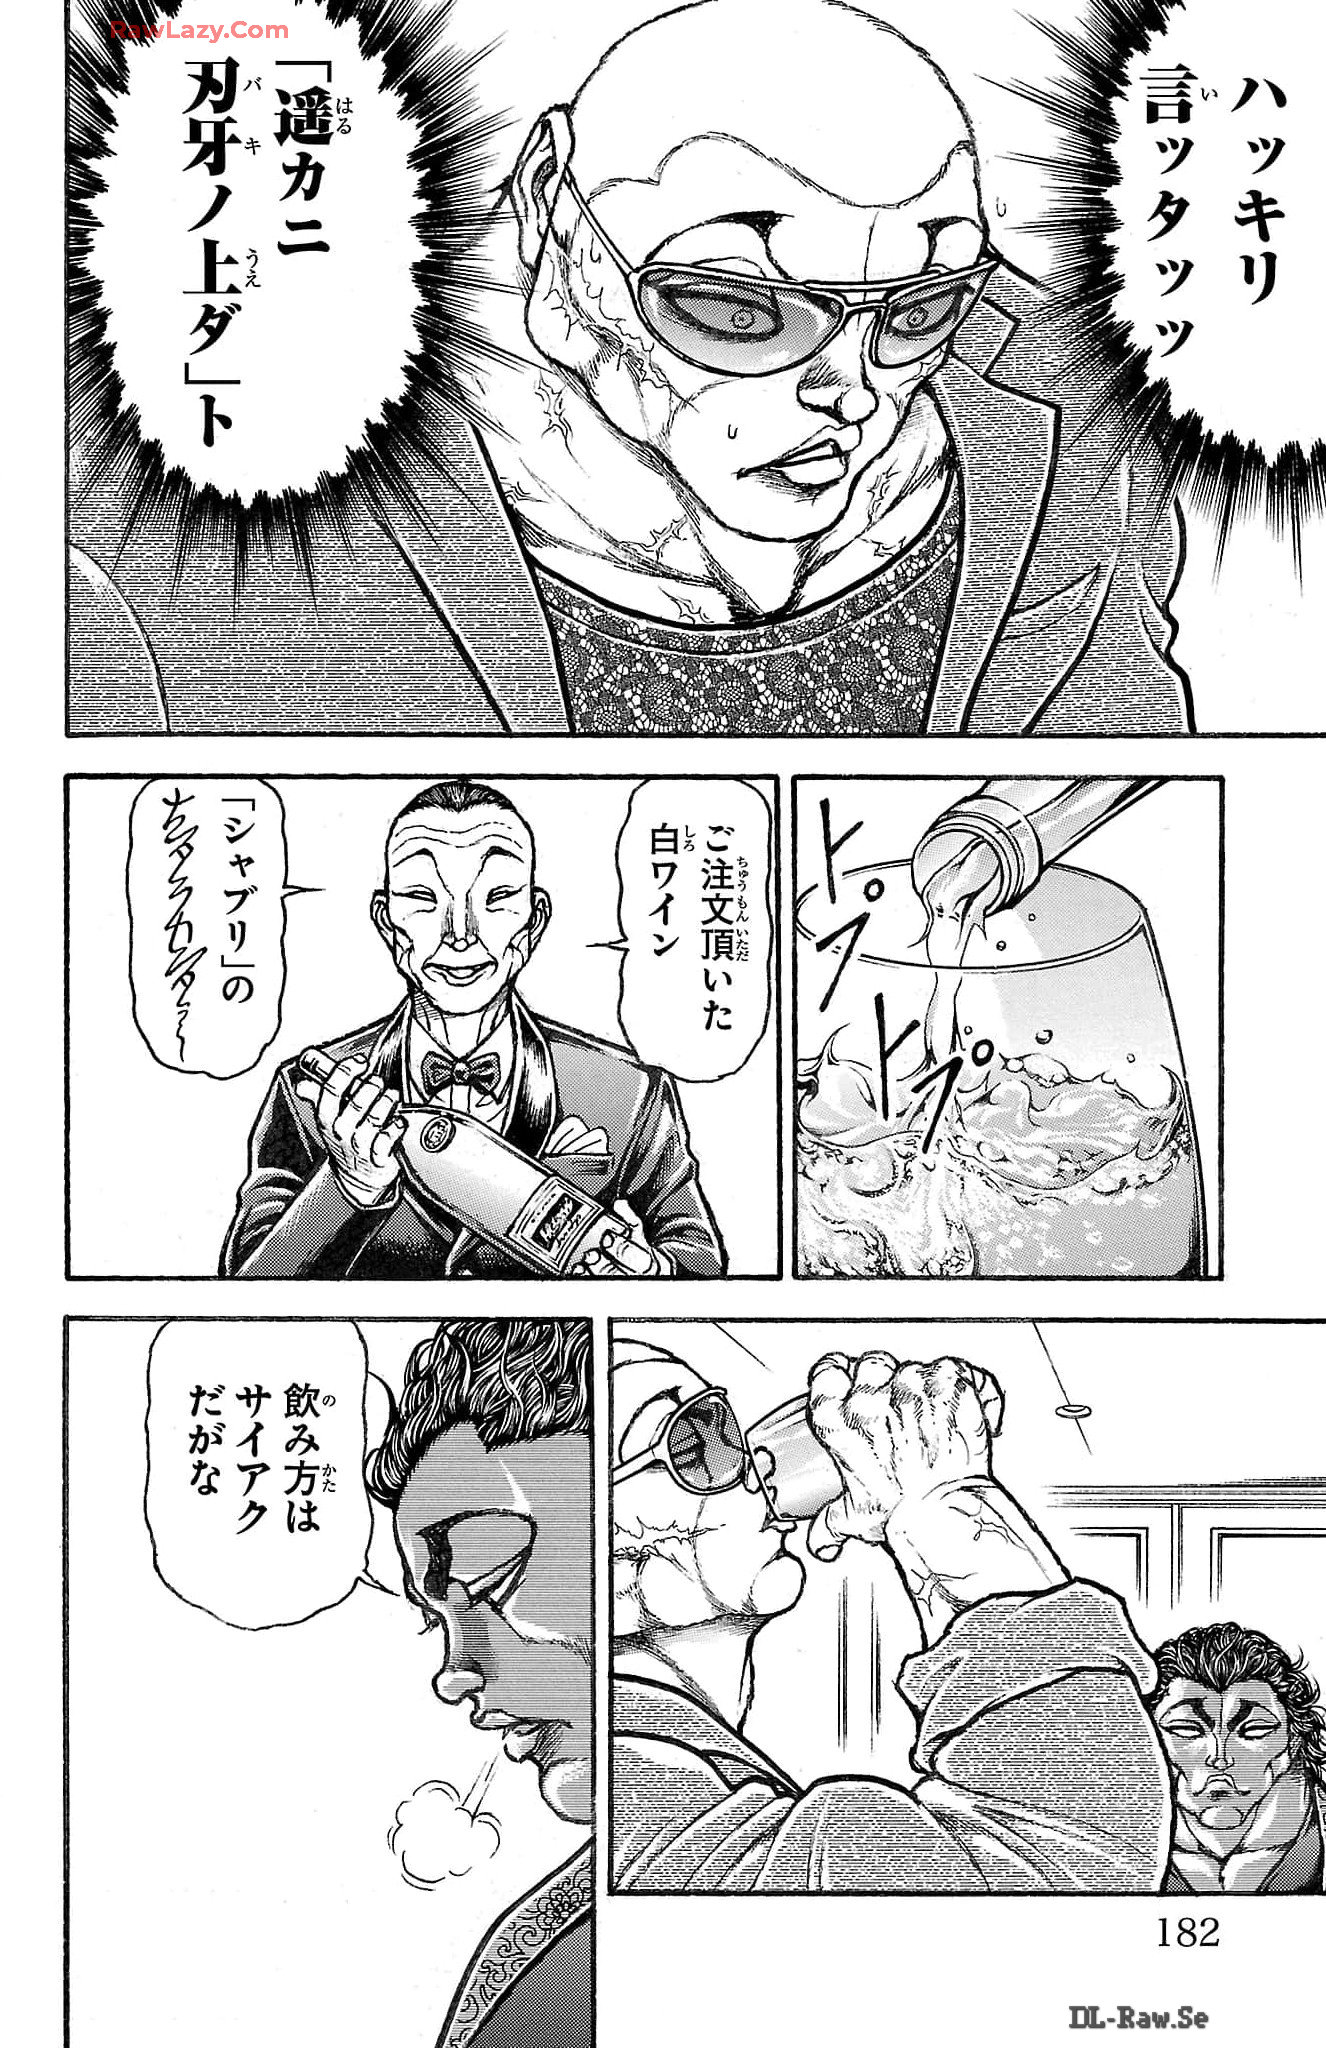 RawLazy.Com
ハッキリ
言ッタッッ
「遥カニ
刃牙ノ上ダ」ト
トプ
トプ
ご注文頂いた
白ワイン
「シャブリ」の
飲み方は
サイアク
だがな
182
DL-Raw.Se